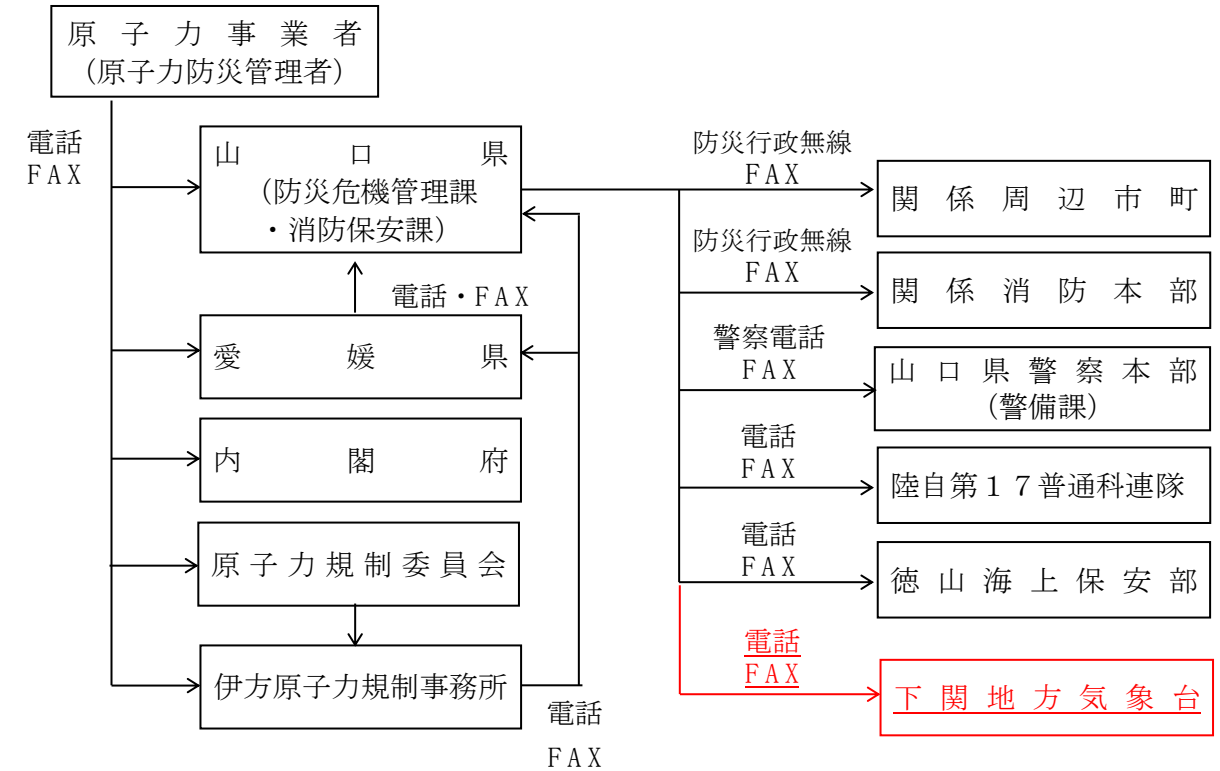 原子力事業者
（原子力防災管理者）
電話
FAX
山口県
（防災危機管理課
・消防保安課）
電話・FAX
愛媛県
内閣府
原子力規制委員会
伊方原子力規制事務所
電話
FAX
防災行政無線
FAX
関係周辺市町
防災行政無線
FAX
関係消防本部
警察電話
FAX
山口県警察本部
（警備課）
電話
FAX
陸自第１７普通科連隊
電話
FAX
徳山海上保安部
電話
FAX
下関地方気象台